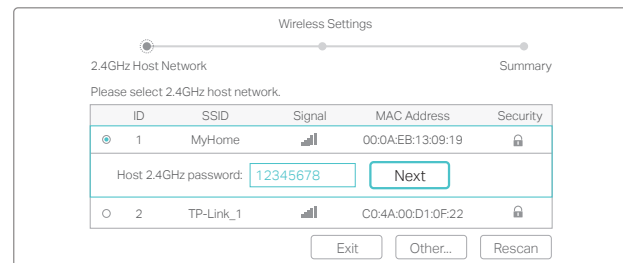 Wireless Settings
2.4GHz Host Network Summary
Please select 2.4GHz host network.
ID SSID Signal MAC Address Security
1 MyHome 00:0A:EB:13:09:19
Host 2.4GHz password: 12345678 Next
2 TP-Link_1 C0:4A:00:D1:0F:22
Exit Other... Rescan